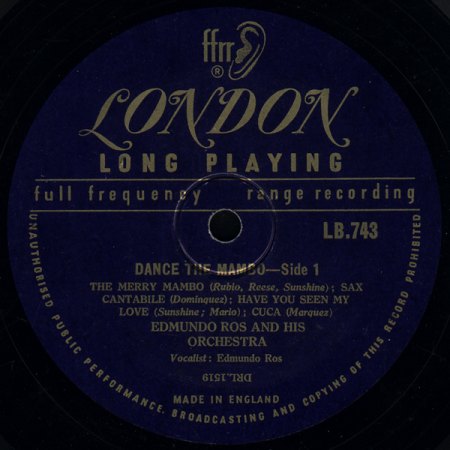 ffrr
®
LONDON
LONG PLAYING
full frequency range recording
LB.743
DANCE THE MAMBO—Side 1
THE MERRY MAMBO (Rubio, Reese, Sunshine); SAX
CANTABILE (Dominquez); HAVE YOU SEEN MY
LOVE (Sunshine; Mario); CUCA (Marquez)
EDMUNDO ROS AND HIS
ORCHESTRA
Vocalist: Edmundo Ros
DRL.1519
MADE IN ENGLAND
UNAUTHORISED PUBLIC PERFORMANCE, BROADCASTING AND COPYING OF THIS RECORD PROHIBITED